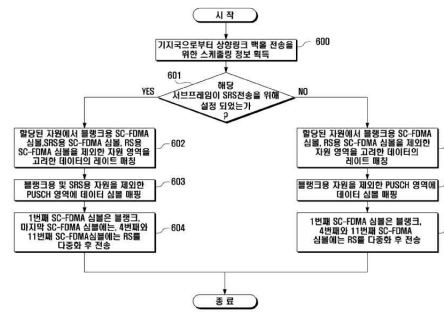 시 작
기지국으로부터 상향링크 백홀 전송을
위한 스케줄링 정보 획득
600
601
해당
서브프레임이 SRS전송을 위해
설정 되었는가
?
YES
NO
할당된 자원에서 블랭크용 SC-FDMA
심볼,SRS용 SC-FDMA 심볼, RS용
SC-FDMA 심볼을 제외한 자원 영역을
고려한 데이터의 레이트 매칭
602
블랭크용 및 SRS용 자원을 제외한
PUSCH 영역에 데이터 심볼 매핑
603
1번째 SC-FDMA 심볼은 블랭크,
마지막 SC-FDMA 심볼에는, 4번째와
11번째 SC-FDMA심볼에는 RS를
다중화 후 전송
604
할당된 자원에서 블랭크용 SC-FDMA
심볼, RS용 SC-FDMA 심볼을 제외한
자원 영역을 고려한 데이터의
레이트 매칭
블랭크용 자원을 제외한 PUSCH 영역에
데이터 심볼 매핑
1번째 SC-FDMA 심볼은 블랭크,
4번째와 11번째 SC-FDMA
심볼에는 RS를 다중화 후 전송
종 료